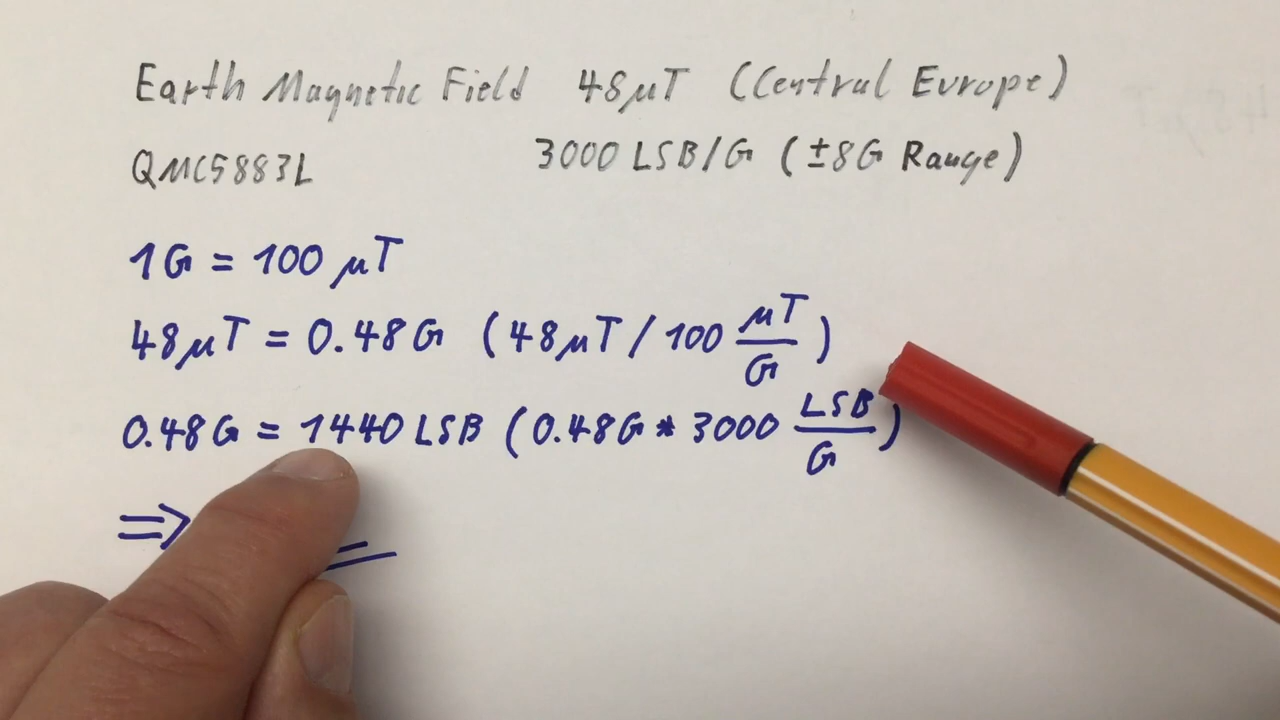 Earth Magnetic Field 48µT (Central Europe)
QMC5883L 3000 LSB/G (±8G Range)
1G = 100 µT
48µT = 0.48G (48µT / 100 µT/G)
0.48G = 1440 LSB (0.48G * 3000 LSB/G)
⇒